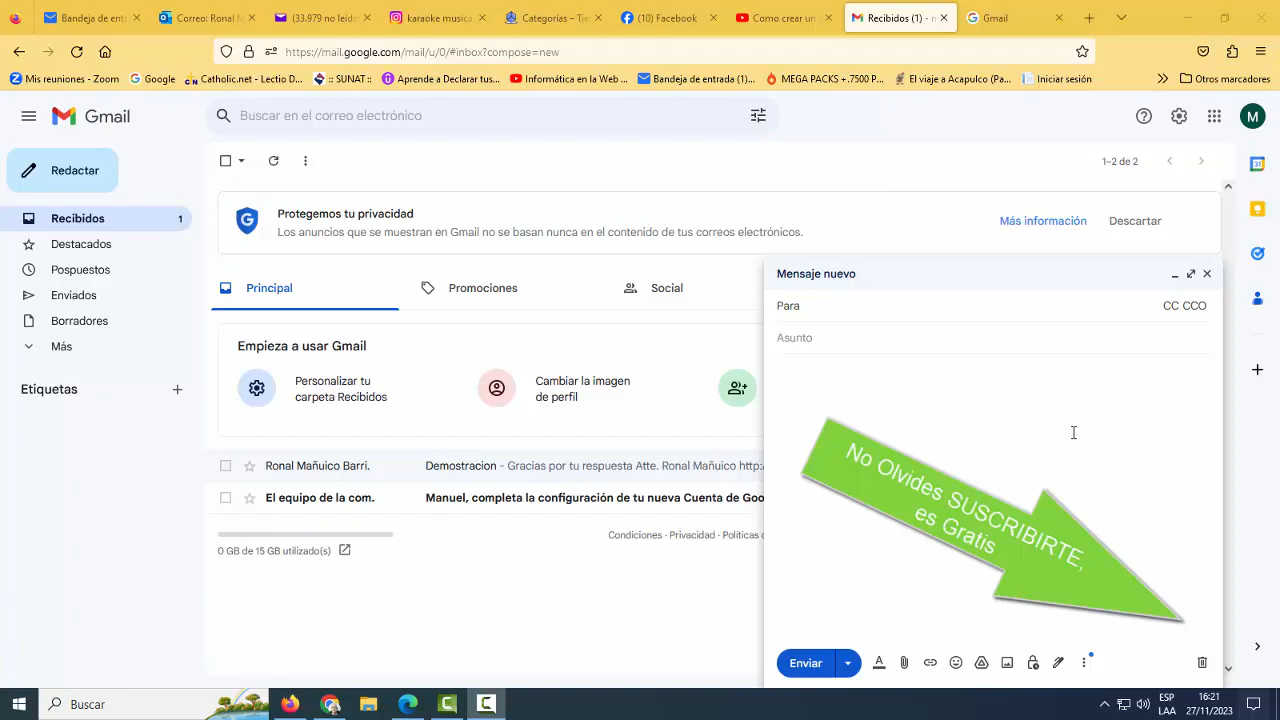 Bandeja de ent
Correo: Ronal M
(33.979 no leído
karaoke musica
Categorías – Tie
(10) Facebook
Como crear un
Recibidos (1) - n
Gmail
https://mail.google.com/mail/u/0/#inbox?compose=new
Mis reuniones - Zoom
Google
Catholic.net - Lectio D...
:: SUNAT ::
Aprende a Declarar tus...
Informática en la Web ...
Bandeja de entrada (1)...
MEGA PACKS +.7500 P...
El viaje a Acapulco (Pa...
Iniciar sesión
Otros marcadores
Gmail
Buscar en el correo electrónico
M
Redactar
1–2 de 2
Recibidos 1
Destacados
Pospuestos
Enviados
Borradores
Más
Etiquetas
Protegemos tu privacidad
Los anuncios que se muestran en Gmail no se basan nunca en el contenido de tus correos electrónicos.
Más información
Descartar
Principal
Promociones
Social
Empieza a usar Gmail
Personalizar tu
carpeta Recibidos
Cambiar la imagen
de perfil
Ronal Mañuico Barri. Demostracion - Gracias por tu respuesta Atte. Ronal Mañuico http:/
El equipo de la com. Manuel, completa la configuración de tu nueva Cuenta de Goo
0 GB de 15 GB utilizado(s)
Condiciones · Privacidad · Políticas d
Mensaje nuevo
Para
CC CCO
Asunto
No Olvides SUSCRIBIRTE,
es Gratis
Enviar
Buscar
ESP
LAA
16:21
27/11/2023